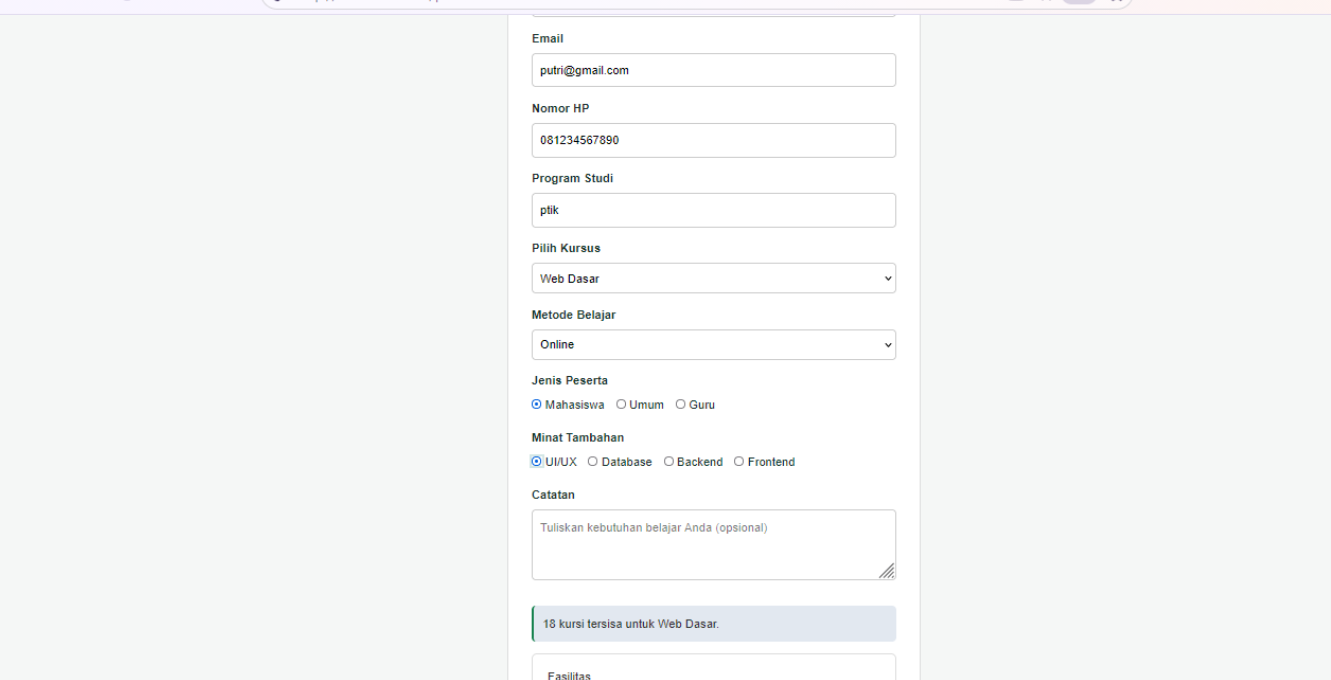 Email
putri@gmail.com
Nomor HP
081234567890
Program Studi
ptik
Pilih Kursus
Web Dasar
Metode Belajar
Online
Jenis Peserta
Mahasiswa Umum Guru
Minat Tambahan
UI/UX Database Backend Frontend
Catatan
Tuliskan kebutuhan belajar Anda (opsional)
18 kursi tersisa untuk Web Dasar.
Fasilitas